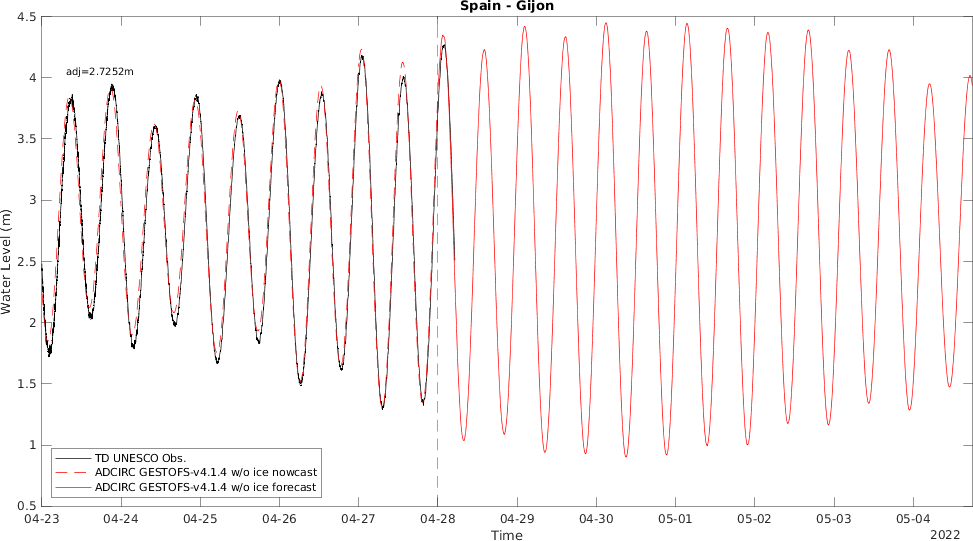 Spain - Gijon
4.5
4
3.5
3
2.5
2
1.5
1
0.5
Water Level (m)
adj=2.7252m
TD UNESCO Obs.
ADCIRC GESTOFS-v4.1.4 w/o ice nowcast
ADCIRC GESTOFS-v4.1.4 w/o ice forecast
04-23 04-24 04-25 04-26 04-27 04-28 04-29 04-30 05-01 05-02 05-03 05-04
Time
2022